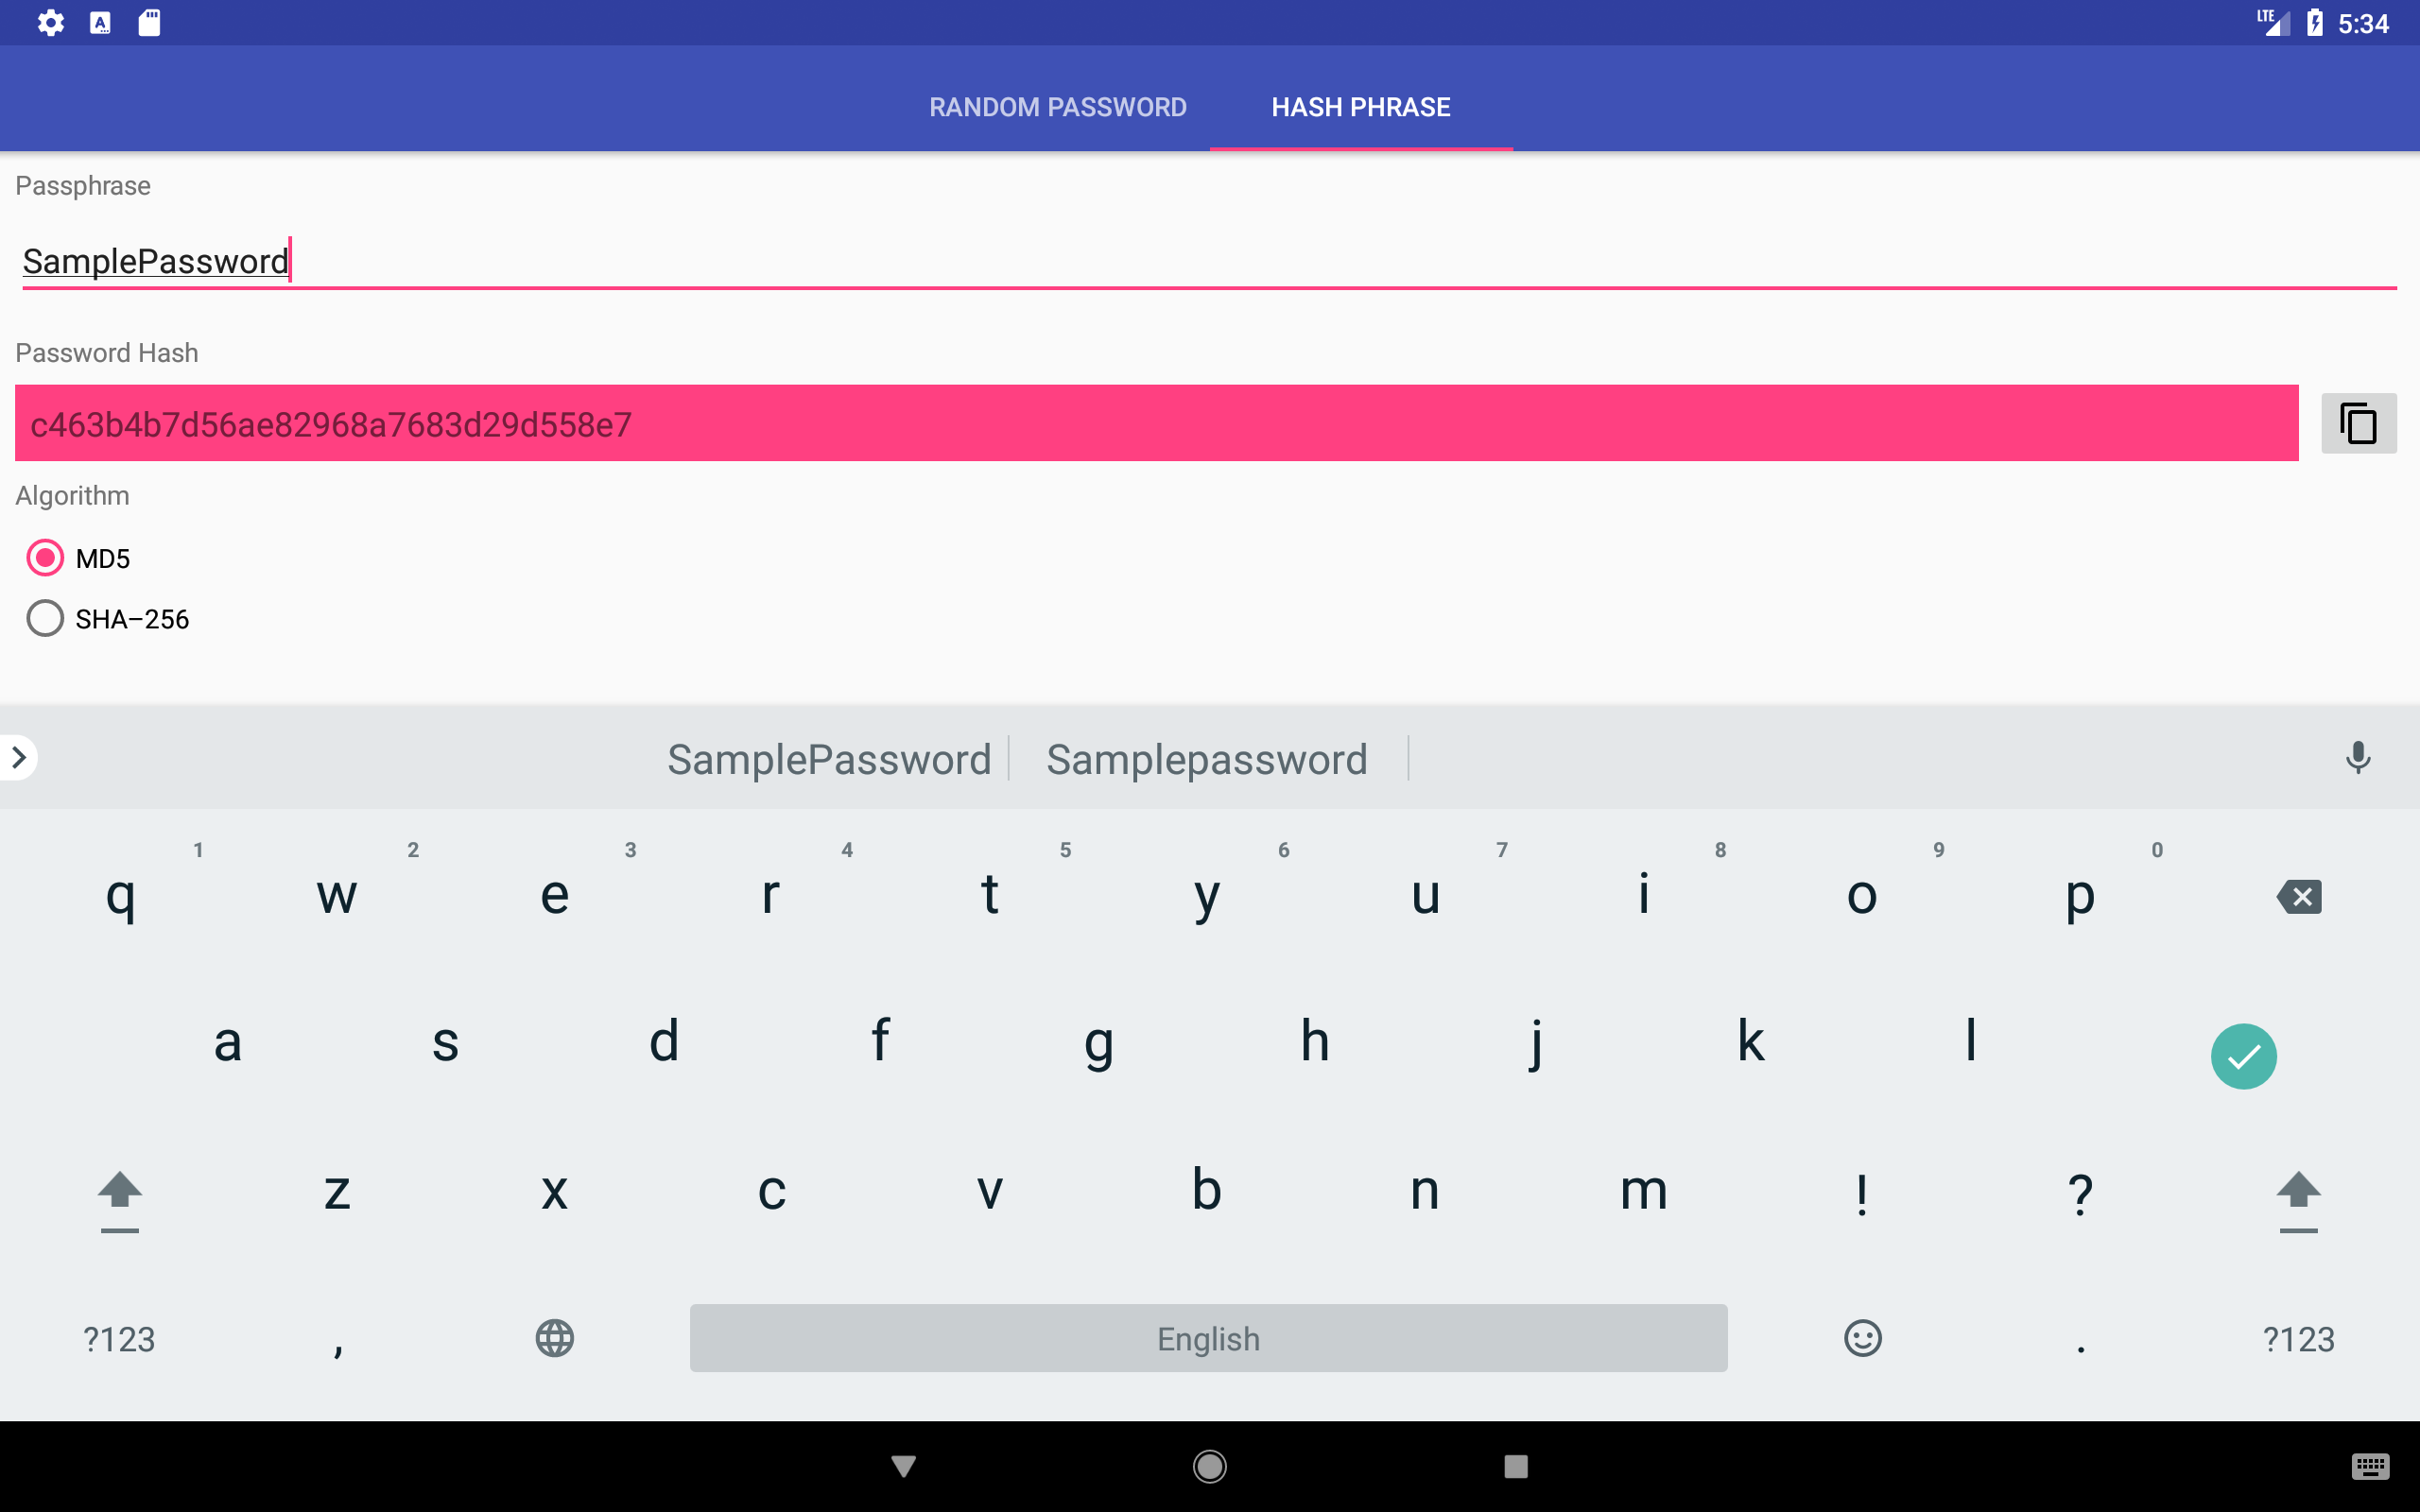 LTE 5:34
RANDOM PASSWORD HASH PHRASE
Passphrase
SamplePassword
Password Hash
c463b4b7d56ae82968a7683d29d558e7
Algorithm
MD5
SHA-256
SamplePassword Samplepassword
1 2 3 4 5 6 7 8 9 0
q w e r t y u i o p
a s d f g h j k l
z x c v b n m ! ?
?123 , English . ?123